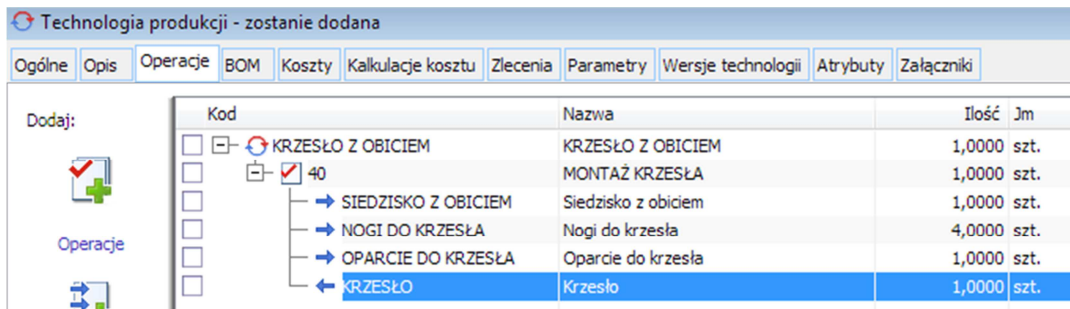 Technologia produkcji - zostanie dodana
Ogólne Opis Operacje BOM Koszty Kalkulacje kosztu Zlecenia Parametry Wersje technologii Atrybuty Załączniki
Dodaj:
Operacje
Kod Nazwa Ilość Jm
KRZESŁO Z OBICIEM KRZESŁO Z OBICIEM 1,0000 szt.
40 MONTAŻ KRZESŁA 1,0000 szt.
SIEDZISKO Z OBICIEM Siedzisko z obiciem 1,0000 szt.
NOGI DO KRZESŁA Nogi do krzesła 4,0000 szt.
OPARCIE DO KRZESŁA Oparcie do krzesła 1,0000 szt.
KRZESŁO Krzesło 1,0000 szt.